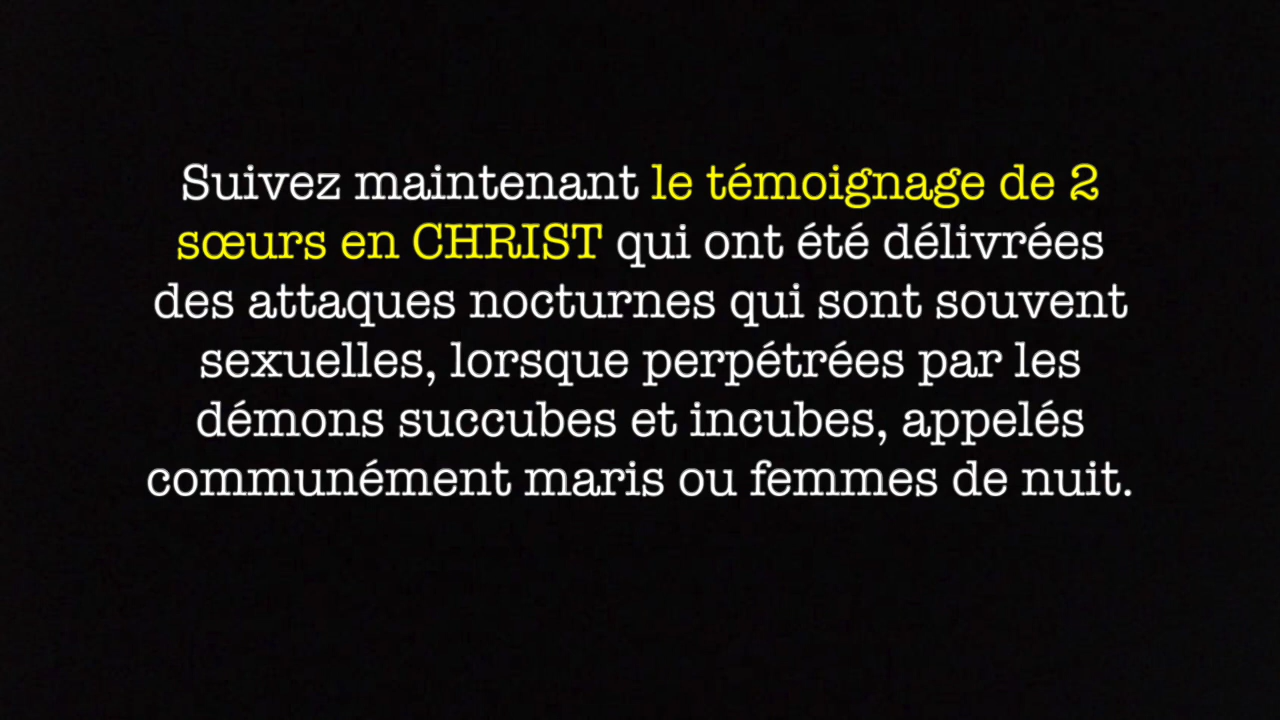 Suivez maintenant le témoignage de 2
sœurs en CHRIST qui ont été délivrées
des attaques nocturnes qui sont souvent
sexuelles, lorsque perpétrées par les
démons succubes et incubes, appelés
communément maris ou femmes de nuit.